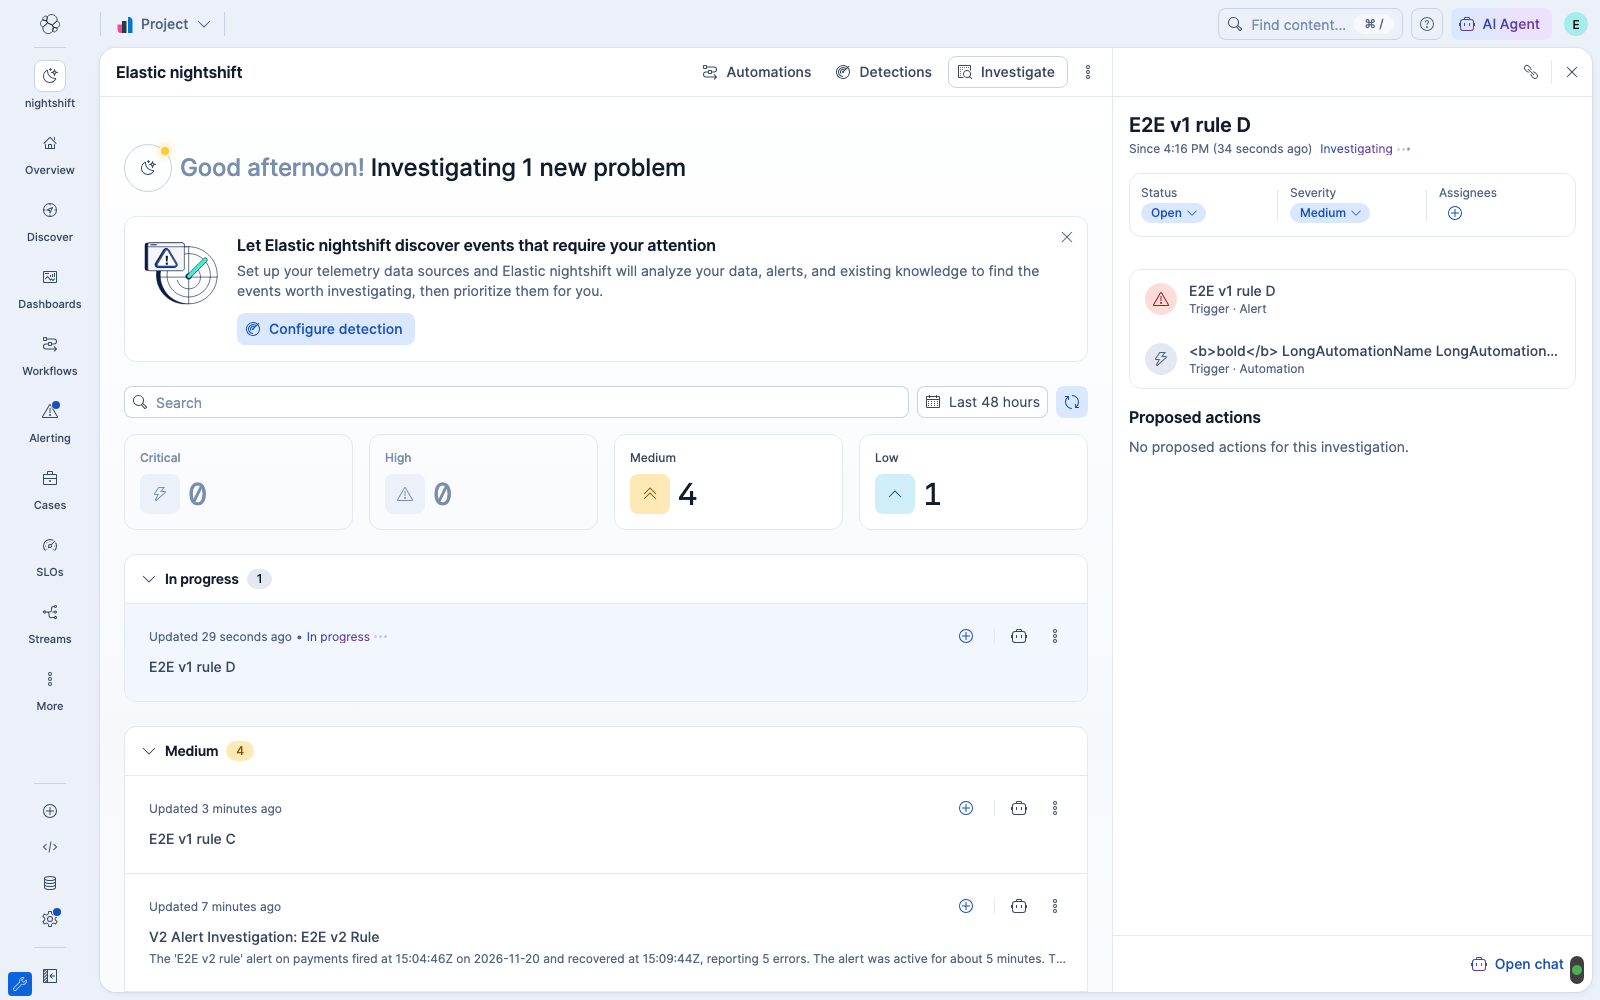 Project
Find content...
⌘ /
AI Agent
E
nightshift
Overview
Discover
Dashboards
Workflows
Alerting
Cases
SLOs
Streams
More
Elastic nightshift
Automations
Detections
Investigate
Good afternoon! Investigating 1 new problem
Let Elastic nightshift discover events that require your attention
Set up your telemetry data sources and Elastic nightshift will analyze your data, alerts, and existing knowledge to find the
events worth investigating, then prioritize them for you.
Configure detection
Search
Last 48 hours
Critical
0
High
0
Medium
4
Low
1
In progress 1
Updated 29 seconds ago • In progress
E2E v1 rule D
Medium 4
Updated 3 minutes ago
E2E v1 rule C
Updated 7 minutes ago
V2 Alert Investigation: E2E v2 Rule
The 'E2E v2 rule' alert on payments fired at 15:04:46Z on 2026-11-20 and recovered at 15:09:44Z, reporting 5 errors. The alert was active for about 5 minutes. T...
E2E v1 rule D
Since 4:16 PM (34 seconds ago) Investigating
Status
Open
Severity
Medium
Assignees
E2E v1 rule D
Trigger · Alert
<b>bold</b> LongAutomationName LongAutomation...
Trigger · Automation
Proposed actions
No proposed actions for this investigation.
Open chat